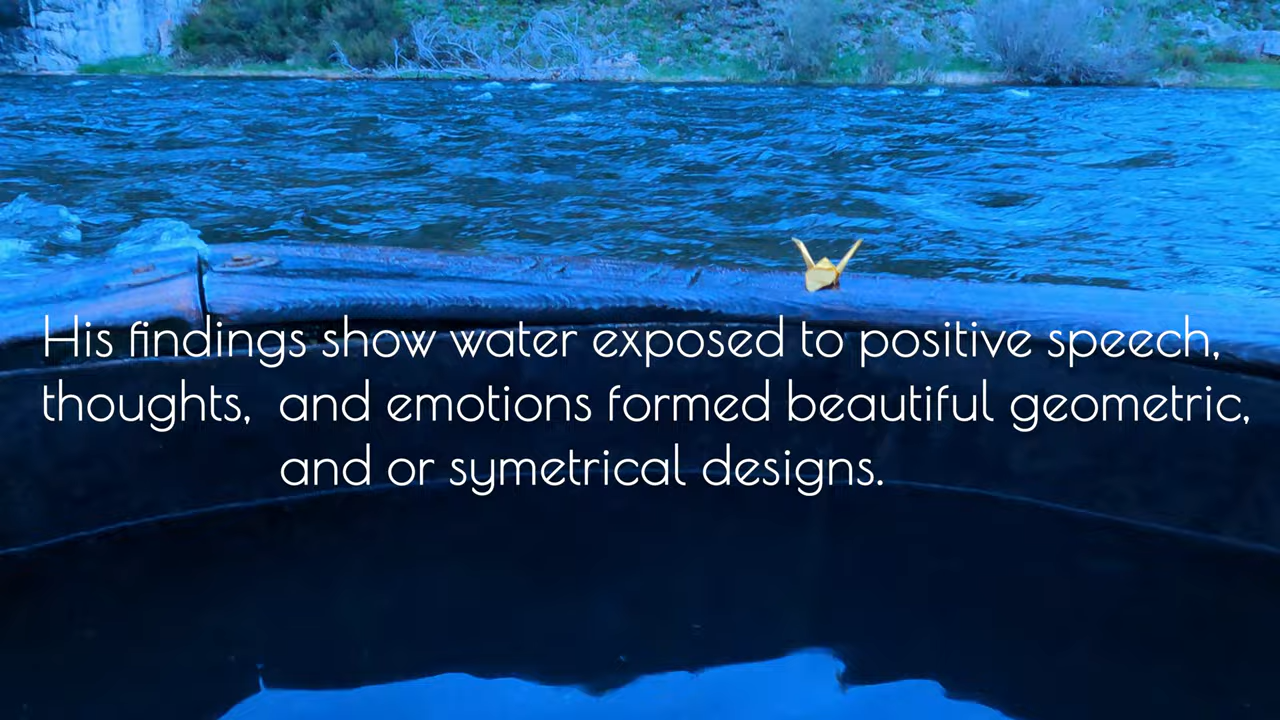 His findings show water exposed to positive speech,
thoughts, and emotions formed beautiful geometric,
and or symetrical designs.